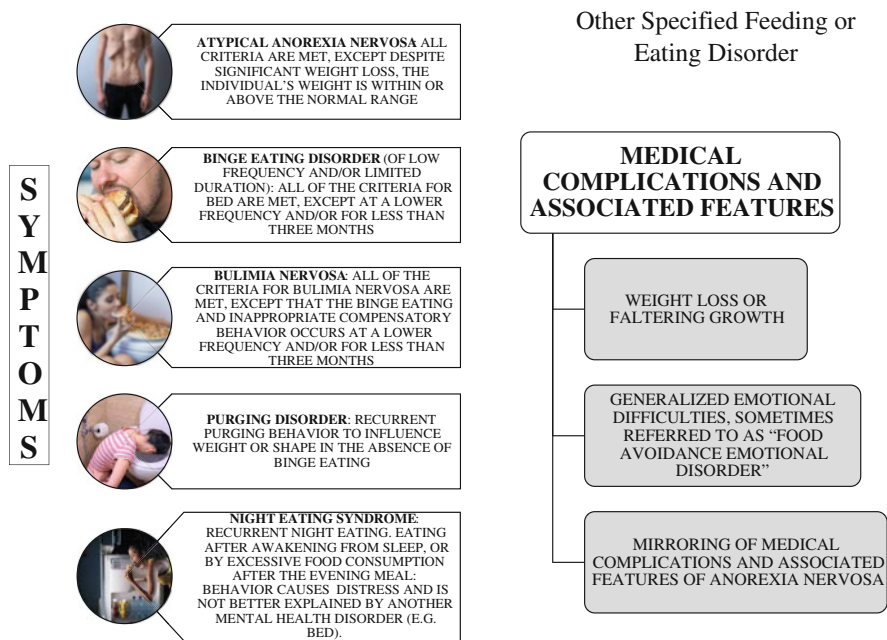 Other Specified Feeding or
Eating Disorder
SYMPTOMS
ATYPICAL ANOREXIA NERVOSA: ALL
CRITERIA ARE MET, EXCEPT DESPITE
SIGNIFICANT WEIGHT LOSS, THE
INDIVIDUAL'S WEIGHT IS WITHIN OR
ABOVE THE NORMAL RANGE
BINGE EATING DISORDER (OF LOW
FREQUENCY AND/OR LIMITED
DURATION): ALL OF THE CRITERIA FOR
BED ARE MET, EXCEPT AT A LOWER
FREQUENCY AND/OR FOR LESS THAN
THREE MONTHS
BULIMIA NERVOSA: ALL OF THE
CRITERIA FOR BULIMIA NERVOSA ARE
MET, EXCEPT THAT THE BINGE EATING
AND INAPPROPRIATE COMPENSATORY
BEHAVIOR OCCURS AT A LOWER
FREQUENCY AND/OR FOR LESS THAN
THREE MONTHS
PURGING DISORDER: RECURRENT
PURGING BEHAVIOR TO INFLUENCE
WEIGHT OR SHAPE IN THE ABSENCE OF
BINGE EATING
NIGHT EATING SYNDROME:
RECURRENT NIGHT EATING. EATING
AFTER AWAKENING FROM SLEEP, OR
BY EXCESSIVE FOOD CONSUMPTION
AFTER THE EVENING MEAL:
BEHAVIOR CAUSES DISTRESS AND IS
NOT BETTER EXPLAINED BY ANOTHER
MENTAL HEALTH DISORDER (E.G.
BED).
MEDICAL
COMPLICATIONS AND
ASSOCIATED FEATURES
WEIGHT LOSS OR
FALTERING GROWTH
GENERALIZED EMOTIONAL
DIFFICULTIES, SOMETIMES
REFERRED TO AS “FOOD
AVOIDANCE EMOTIONAL
DISORDER”
MIRRORING OF MEDICAL
COMPLICATIONS AND ASSOCIATED
FEATURES OF ANOREXIA NERVOSA